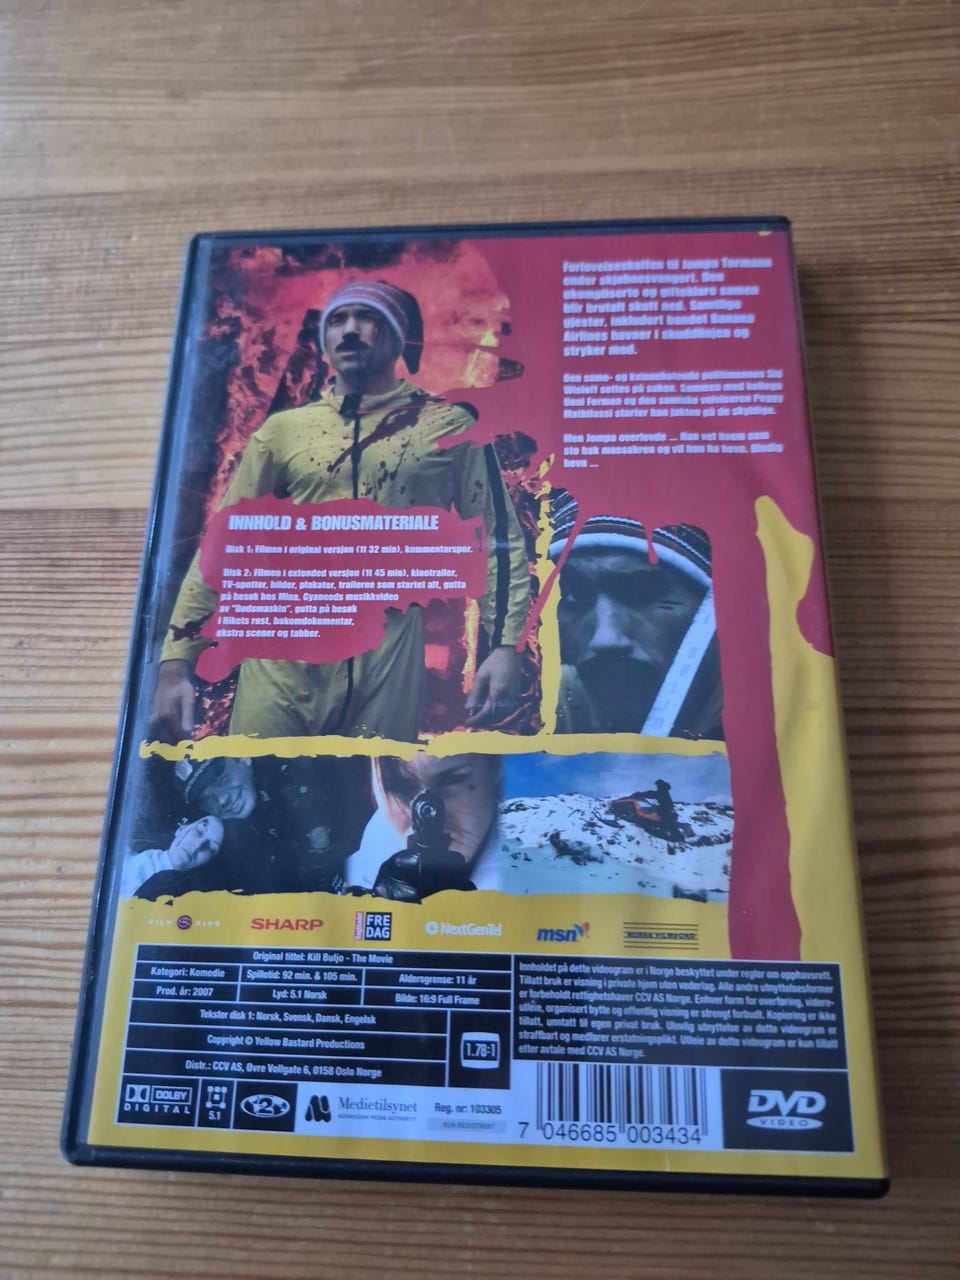 Forlovelseskaffen til Jompa Tormann
ender skjebnesvangert. Den
ukompliserte og gifteklare samen
blir brutalt skutt ned. Samtlige
gjester, inkludert bandet Banana
Airlines havner i skuddlinjen og
stryker med.
Den same- og kvinnehatende politimannen Sid
Wisløff settes på saken. Sammen med kollega
Unni Formen og den samiske veiviseren Peggy
Mathilassi starter han jakten på de skyldige.
Men Jompa overlevde ... Han vet hvem som
sto bak massakren og vil han ha hevn. Blodig
hevn ...
INNHOLD & BONUSMATERIALE
Disk 1: Filmen i original versjon (1t 32 min), kommentarspor.
Disk 2: Filmen i extended versjon (1t 45 min), kinotrailer,
TV-spotter, bilder, plakater, trailerne som startet alt, gutta
på besøk hos Mina, Cyaneeds musikkvideo
av "Dødsmaskin", gutta på besøk
i Rikets røst, bakomdokumentar,
ekstra scener og tabber.
FILM & KINO
SHARP
Dagbladet
FRE
DAG
NextGenTel
msn
NORSK FILMFOND
Original tittel: Kill Buljo - The Movie
Kategori: Komedie
Spilletid: 92 min. & 105 min.
Aldersgrense: 11 år
Prod. år: 2007
Lyd: 5.1 Norsk
Bilde: 16:9 Full Frame
Tekster disk 1: Norsk, Svensk, Dansk, Engelsk
Copyright © Yellow Bastard Productions
Distr.: CCV AS, Øvre Vollgate 6, 0158 Oslo Norge
1.78:1
Innholdet på dette videogram er i Norge beskyttet under regler om opphavsrett.
Tillatt bruk er visning i private hjem uten vederlag. Alle andre utnyttelsesformer
er forbeholdt rettighetshaver CCV AS Norge. Enhver form for overføring, videre-
utleie, organisert bytte og offentlig visning er strengt forbudt. Kopiering er ikke
tillatt, unntatt til egen privat bruk. Ulovlig utnyttelse av dette videogram er
straffbart og medfører erstatningsplikt. Utleie av dette videogram er kun tillatt
etter avtale med CCV AS Norge.
DOLBY
DIGITAL
5.1
2
Medietilsynet
NORWEGIAN MEDIA AUTHORITY
Reg. nr: 103305
KUN REGISTRERT
7 046685 003434
DVD
VIDEO